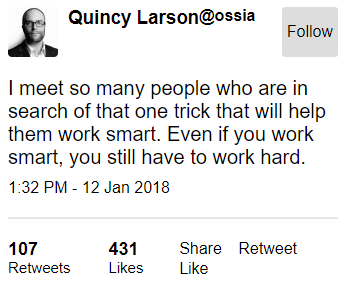 Quincy Larson@ossia
Follow
I meet so many people who are in
search of that one trick that will help
them work smart. Even if you work
smart, you still have to work hard.
1:32 PM - 12 Jan 2018
107 431 Share Retweet
Retweets Likes Like